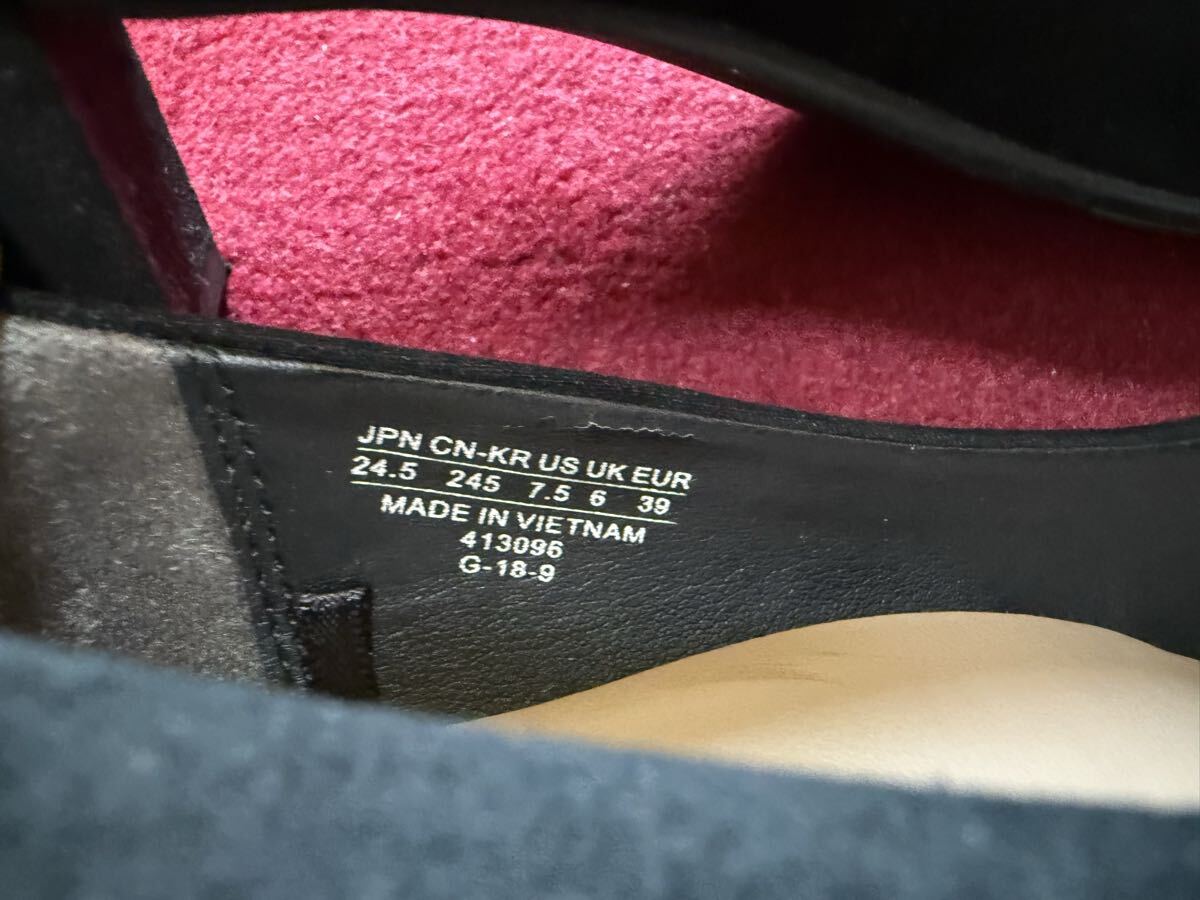 JPN CN-KR US UK EUR
24.5 245 7.5 6 39
MADE IN VIETNAM
413096
G-18-9